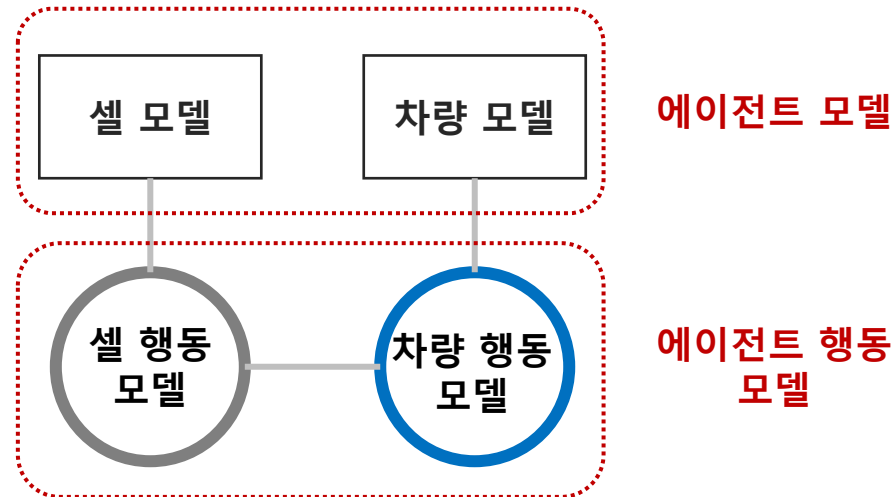 셀 모델
차량 모델
에이전트 모델
셀 행동
모델
차량 행동
모델
에이전트 행동
모델